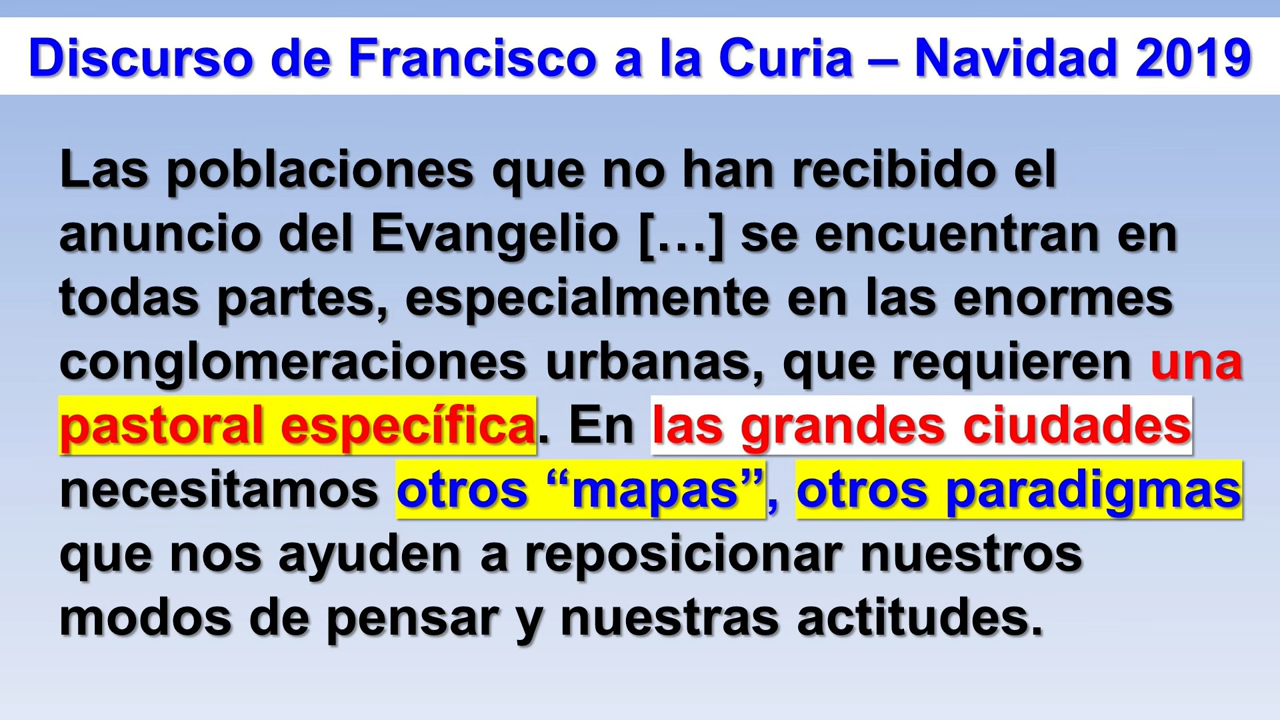 Discurso de Francisco a la Curia – Navidad 2019
Las poblaciones que no han recibido el
anuncio del Evangelio […] se encuentran en
todas partes, especialmente en las enormes
conglomeraciones urbanas, que requieren una
pastoral específica. En las grandes ciudades
necesitamos otros “mapas”, otros paradigmas
que nos ayuden a reposicionar nuestros
modos de pensar y nuestras actitudes.